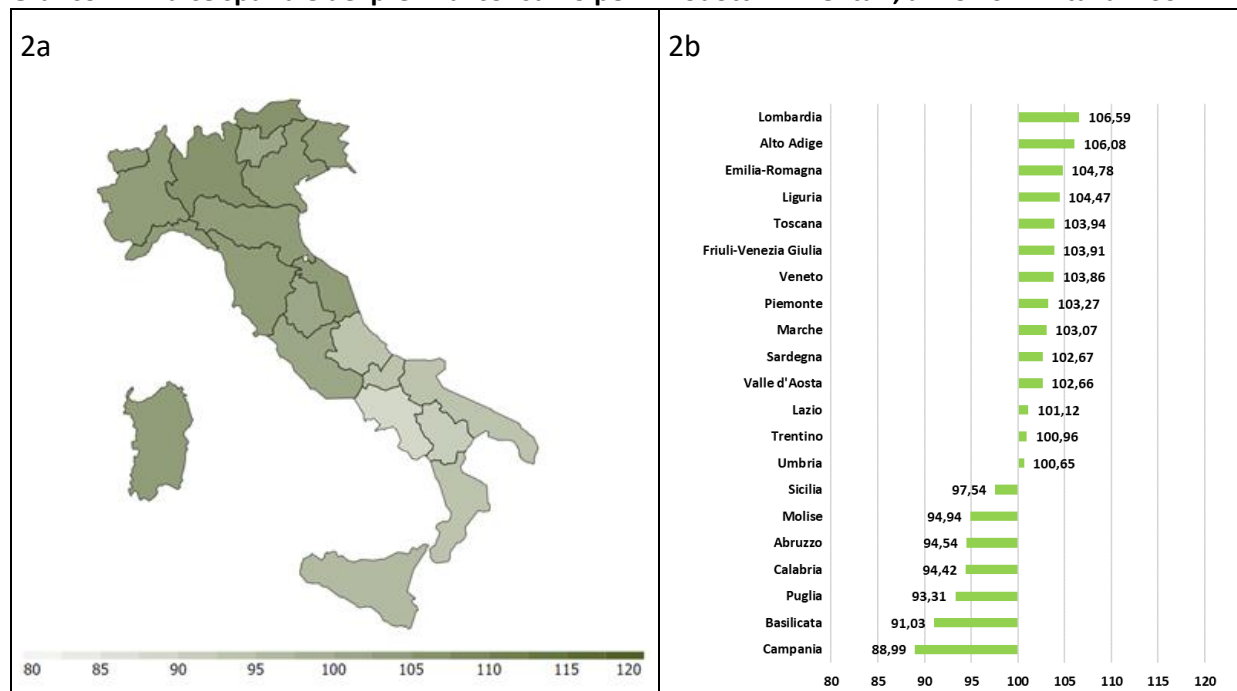 2a
80 85 90 95 100 105 110 115 120
2b
Lombardia 106,59
Alto Adige 106,08
Emilia-Romagna 104,78
Liguria 104,47
Toscana 103,94
Friuli-Venezia Giulia 103,91
Veneto 103,86
Piemonte 103,27
Marche 103,07
Sardegna 102,67
Valle d'Aosta 102,66
Lazio 101,12
Trentino 100,96
Umbria 100,65
Sicilia 97,54
Molise 94,94
Abruzzo 94,54
Calabria 94,42
Puglia 93,31
Basilicata 91,03
Campania 88,99
80 85 90 95 100 105 110 115 120